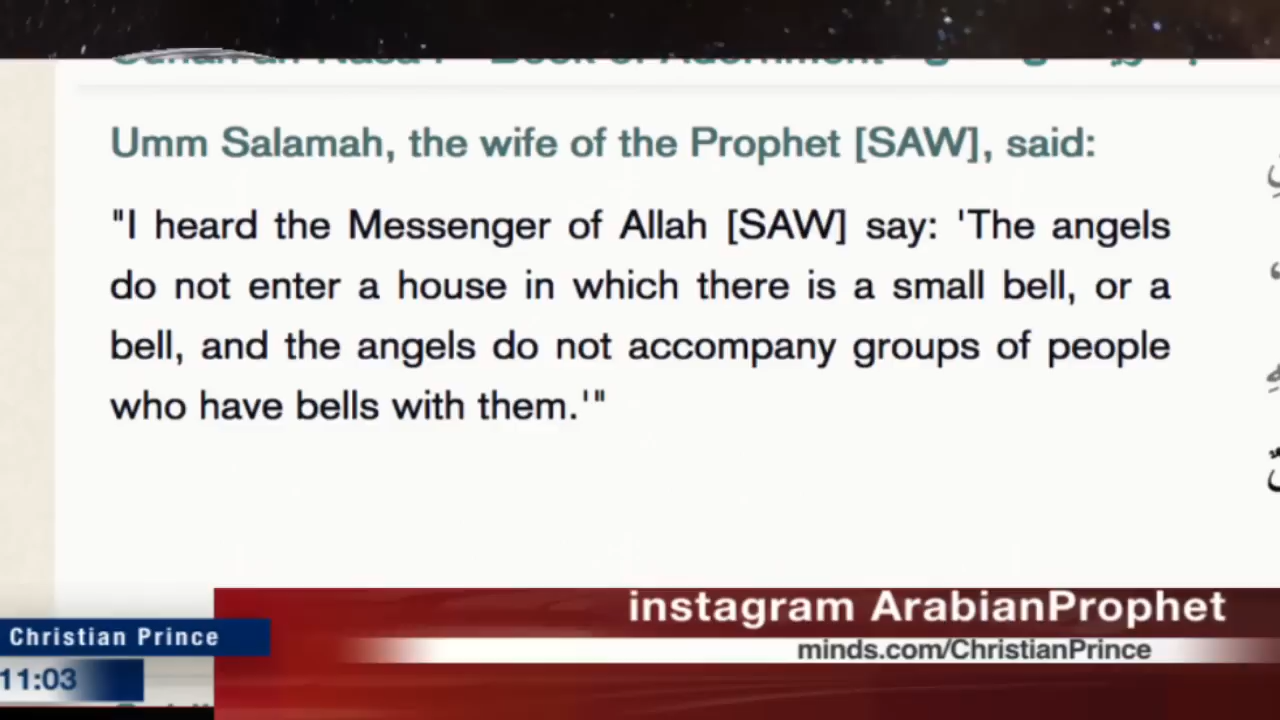 Umm Salamah, the wife of the Prophet [SAW], said:
"I heard the Messenger of Allah [SAW] say: 'The angels
do not enter a house in which there is a small bell, or a
bell, and the angels do not accompany groups of people
who have bells with them.'"
instagram ArabianProphet
Christian Prince
minds.com/ChristianPrince
11:03